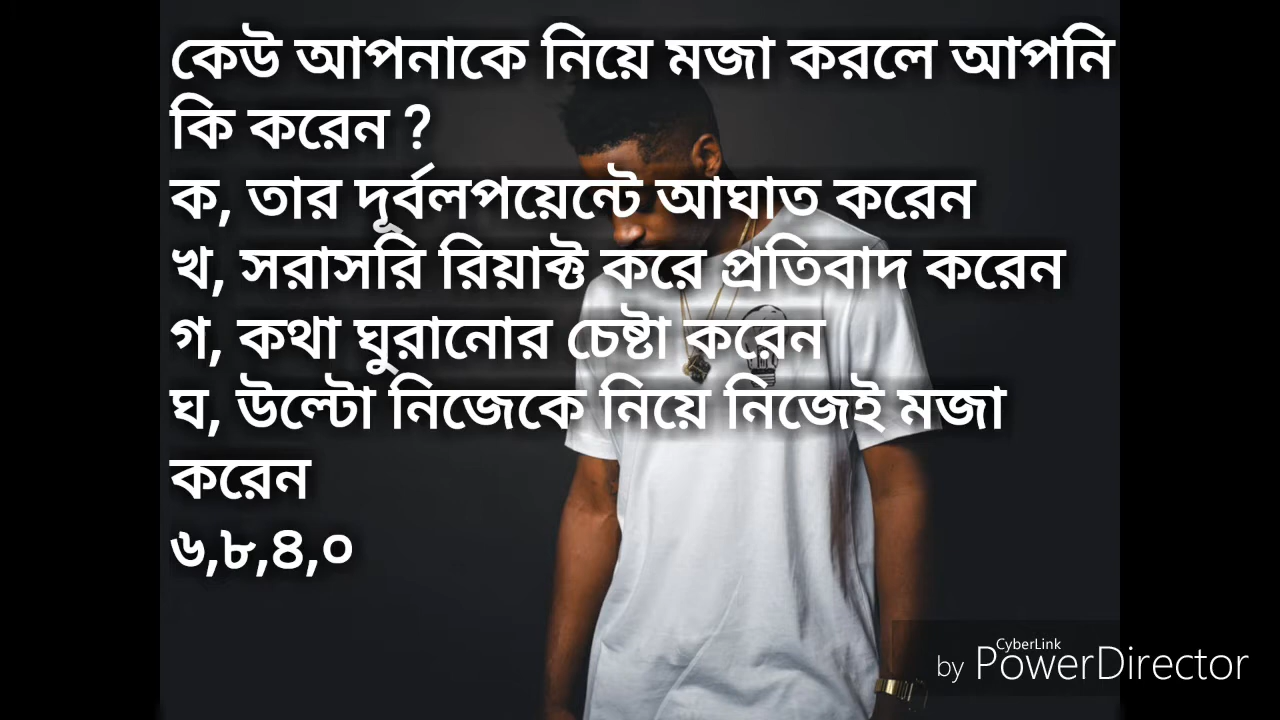 কেউ আপনাকে নিয়ে মজা করলে আপনি
কি করেন ?
ক, তার দূর্বলপয়েন্টে আঘাত করেন
খ, সরাসরি রিয়াক্ট করে প্রতিবাদ করেন
গ, কথা ঘুরানোর চেষ্টা করেন
ঘ, উল্টো নিজেকে নিয়ে নিজেই মজা
করেন
৬,৮,৪,০
CyberLink
by PowerDirector